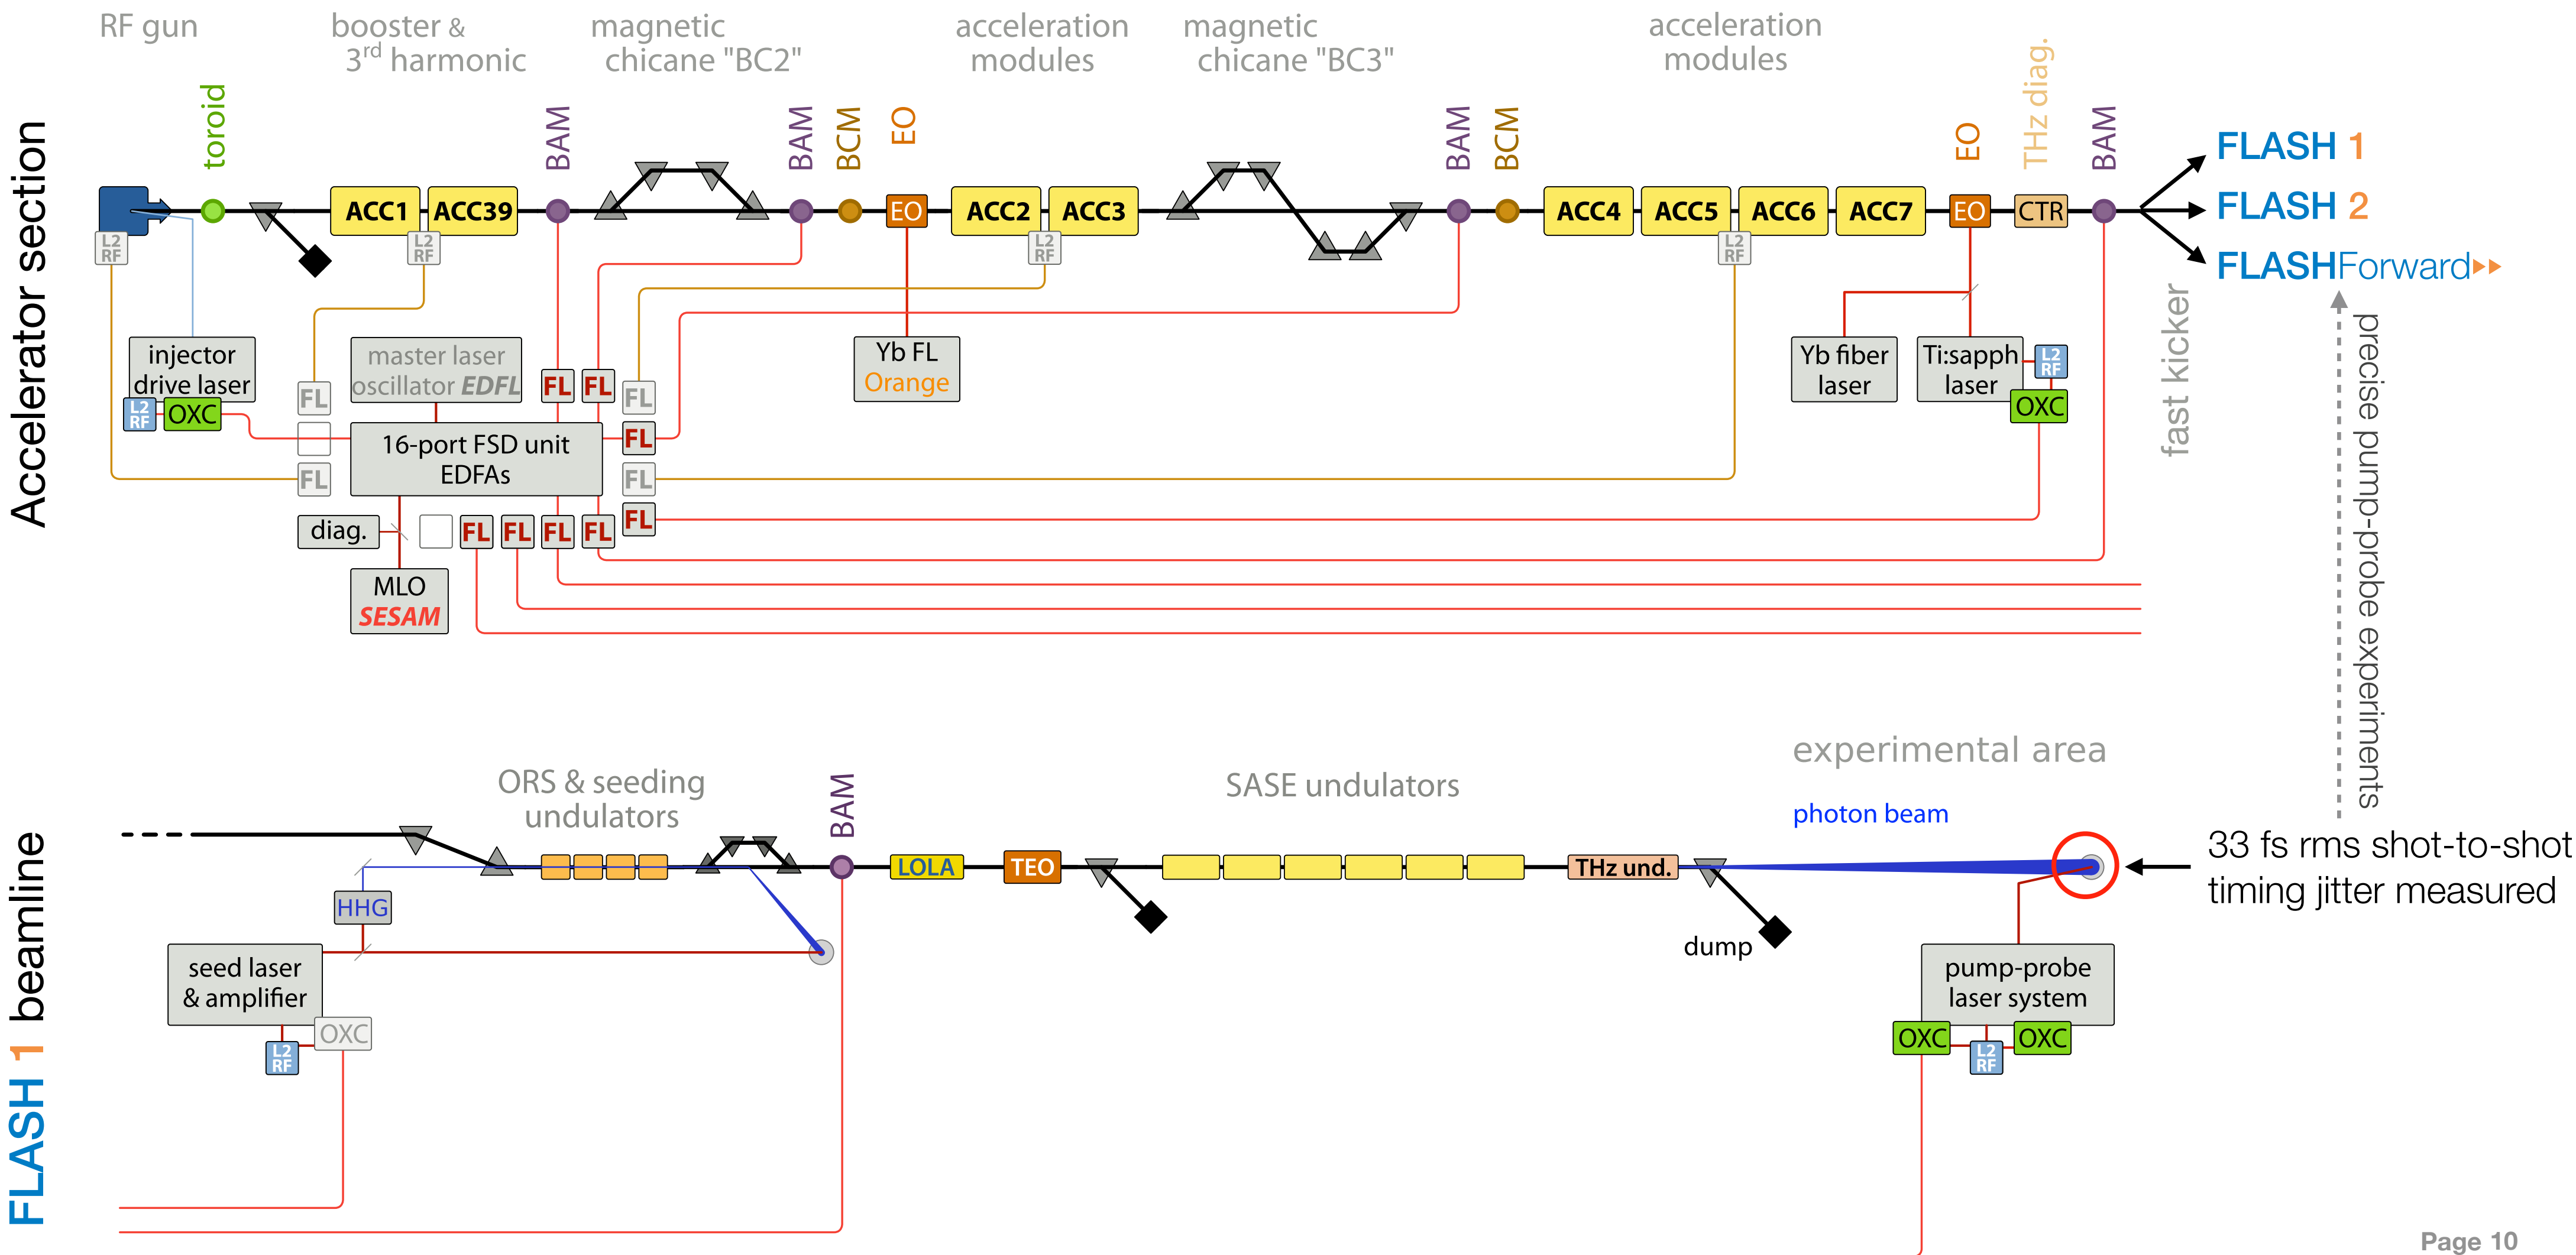 RF gun
booster &
3rd harmonic
magnetic
chicane "BC2"
acceleration
modules
magnetic
chicane "BC3"
acceleration
modules
Accelerator section
toroid
BAM
BAM
BCM
EO
BAM
BCM
EO
THz diag.
BAM
ACC1
ACC39
EO
ACC2
ACC3
ACC4
ACC5
ACC6
ACC7
EO
CTR
FLASH 1
FLASH 2
FLASHForward
L2
RF
L2
RF
L2
RF
L2
RF
injector
drive laser
L2
RF
OXC
master laser
oscillator EDFL
FL
FL
FL
FL
Yb FL
Orange
Yb fiber
laser
Ti:sapph
laser
L2
RF
OXC
fast kicker
precise pump-probe experiments
16-port FSD unit
EDFAs
FL
FL
FL
diag.
FL
FL
FL
FL
FL
MLO
SESAM
FLASH 1 beamline
ORS & seeding
undulators
BAM
SASE undulators
experimental area
photon beam
LOLA
TEO
THz und.
33 fs rms shot-to-shot
timing jitter measured
HHG
dump
seed laser
& amplifier
OXC
L2
RF
pump-probe
laser system
OXC
L2
RF
OXC
Page 10